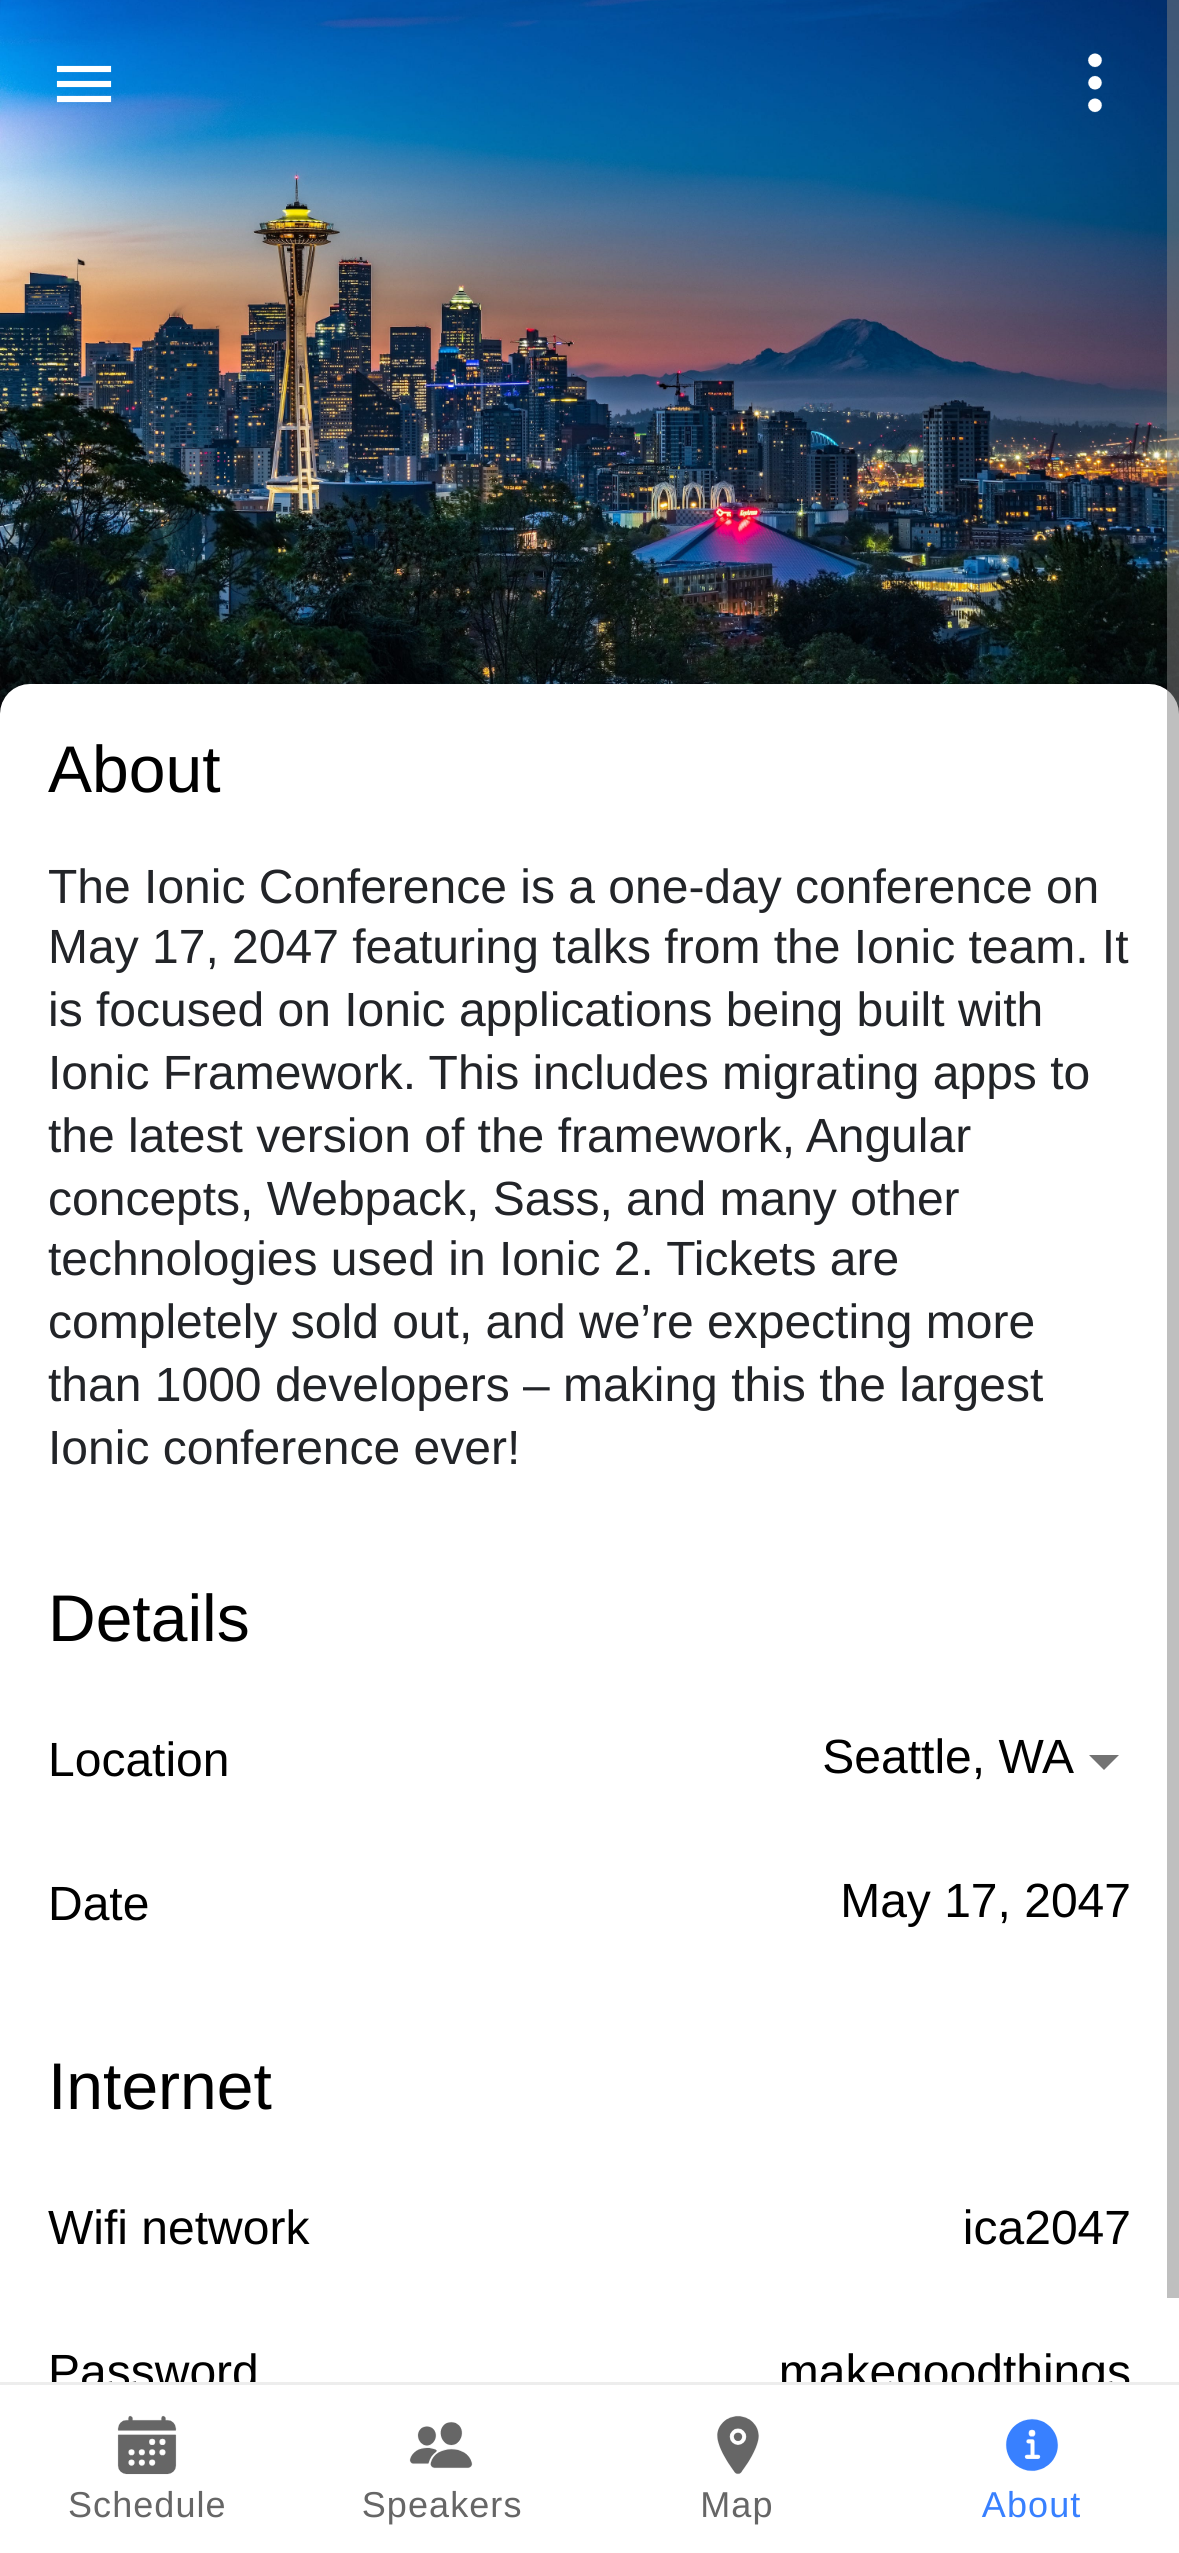 About
The Ionic Conference is a one-day conference on
May 17, 2047 featuring talks from the Ionic team. It
is focused on Ionic applications being built with
Ionic Framework. This includes migrating apps to
the latest version of the framework, Angular
concepts, Webpack, Sass, and many other
technologies used in Ionic 2. Tickets are
completely sold out, and we’re expecting more
than 1000 developers – making this the largest
Ionic conference ever!
Details
Location Seattle, WA
Date May 17, 2047
Internet
Wifi network ica2047
Password makegoodthings
Schedule Speakers Map About